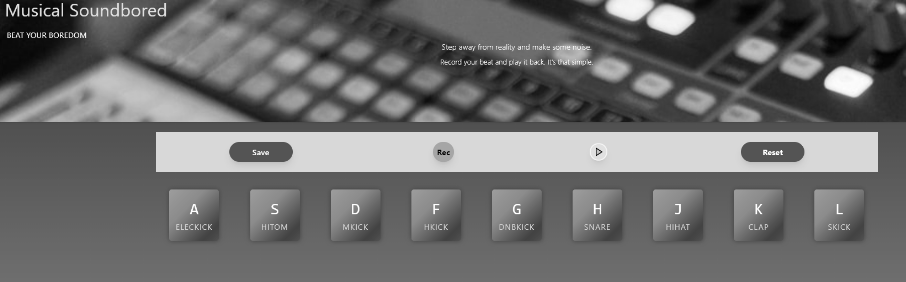 Musical Soundbored
BEAT YOUR BOREDOM
Step away from reality and make some noise.
Record your beat and play it back. It's that simple.
Save Rec Reset
A S D F G H J K L
ELECKICK HITOM MKICK HKICK DNBKICK SNARE HIHAT CLAP SKICK